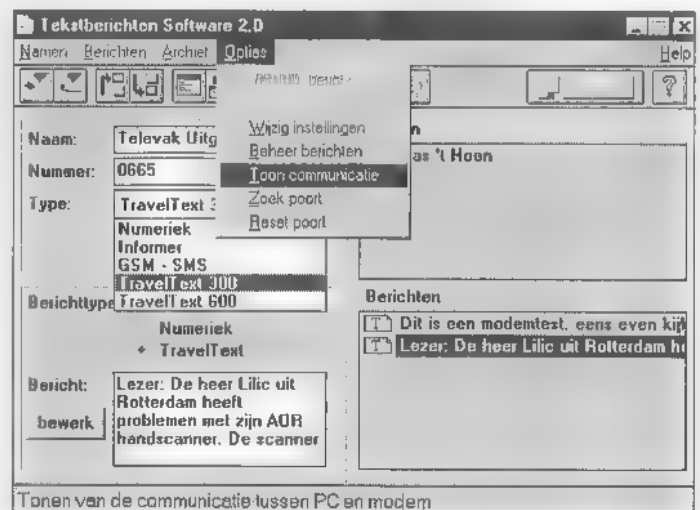 Tekstberichten Software 2.0
Namen Berichten Archief Opties Help
Wijzig instellingen
Beheer berichten
Toon communicatie
Zoek poort
Reset poort
Naam: Televak Uitg
Nummer: 0665
Type: TravelText 3
Numeriek
Informer
GSM - SMS
TravelText 300
TravelText 600
Berichttype
Numeriek
TravelText
Bericht: Lezer: De heer Lilic uit
Rotterdam heeft
problemen met zijn AOR
handscanner. De scanner
bewerk
as 't Hoen
Berichten
Dit is een modemtest, eens even kij
Lezer: De heer Lilic uit Rotterdam he
Tonen van de communicatie tussen PC en modem